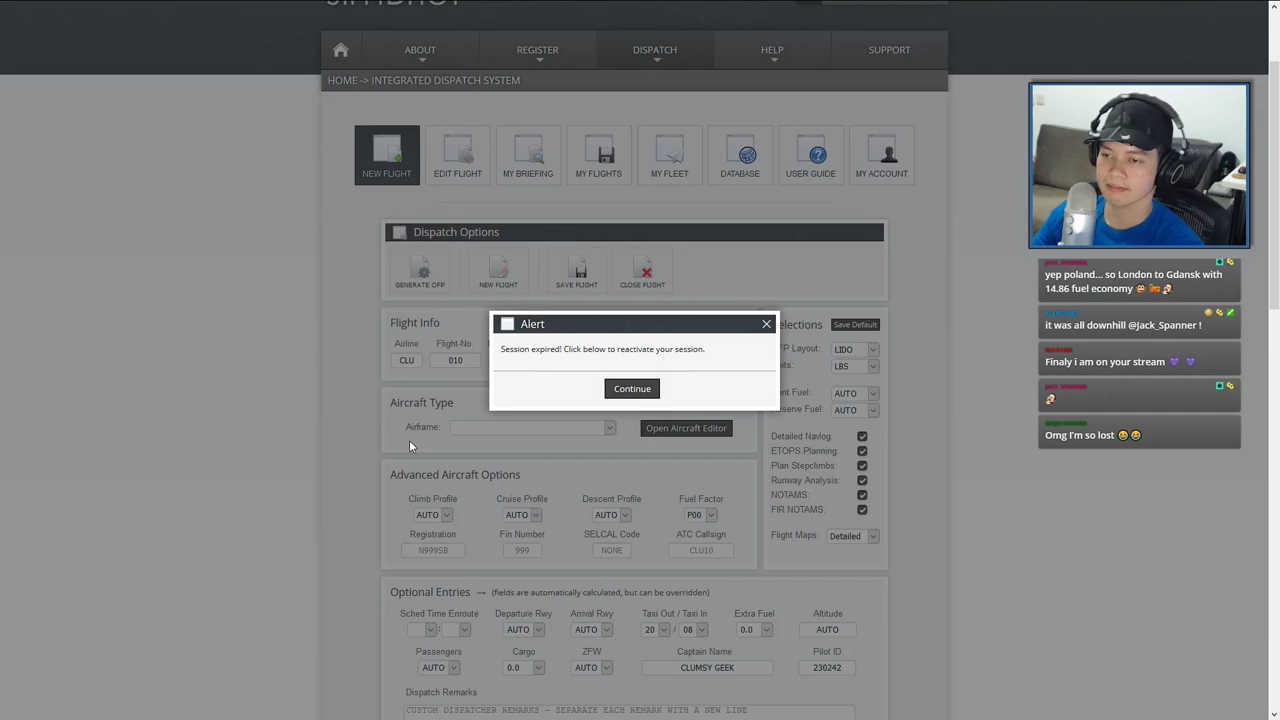 ABOUT
REGISTER
DISPATCH
HELP
SUPPORT
HOME -> INTEGRATED DISPATCH SYSTEM
NEW FLIGHT
EDIT FLIGHT
MY BRIEFING
MY FLIGHTS
MY FLEET
DATABASE
USER GUIDE
MY ACCOUNT
Dispatch Options
GENERATE OFP
NEW FLIGHT
SAVE FLIGHT
CLOSE FLIGHT
Flight Info
Airline
Flight-No.
CLU
010
Alert
Session expired! Click below to reactivate your session.
Continue
Save Default
LIDO
LBS
AUTO
AUTO
Aircraft Type
Airframe:
Open Aircraft Editor
Detailed Navlog:
ETOPS Planning:
Plan Stepclimbs:
Runway Analysis:
NOTAMS:
FIR NOTAMS:
Flight Maps:
Detailed
Advanced Aircraft Options
Climb Profile
Cruise Profile
Descent Profile
Fuel Factor
AUTO
AUTO
AUTO
P00
Registration
Fin Number
SELCAL Code
ATC Callsign
N999SB
999
NONE
CLU10
Optional Entries → (fields are automatically calculated, but can be overridden)
Sched Time Enroute
Departure Rwy
Arrival Rwy
Taxi Out / Taxi In
Extra Fuel
Altitude
:
AUTO
AUTO
20 / 08
0.0
AUTO
Passengers
Cargo
ZFW
Captain Name
Pilot ID
AUTO
0.0
AUTO
CLUMSY GEEK
230242
Dispatch Remarks
CUSTOM DISPATCHER REMARKS - SEPARATE EACH REMARK WITH A NEW LINE
yep poland... so London to Gdansk with
14.86 fuel economy
it was all downhill @Jack_Spanner !
Finaly i am on your stream
Omg I'm so lost